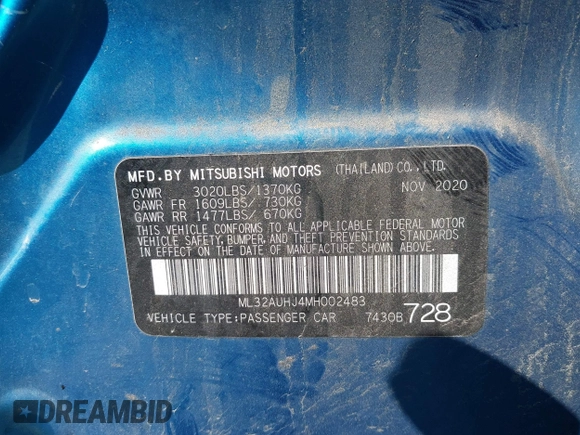 MFD.BY MITSUBISHI MOTORS (THAILAND) CO., LTD.
GVWR 3020LBS/1370KG NOV 2020
GAWR FR 1609LBS/ 730KG
GAWR RR 1477LBS/ 670KG
THIS VEHICLE CONFORMS TO ALL APPLICABLE FEDERAL MOTOR
VEHICLE SAFETY, BUMPER, AND THEFT PREVENTION STANDARDS
IN EFFECT ON THE DATE OF MANUFACTURE SHOWN ABOVE.
ML32AUHJ4MH002483
VEHICLE TYPE:PASSENGER CAR 7430B 728
DREAMBID